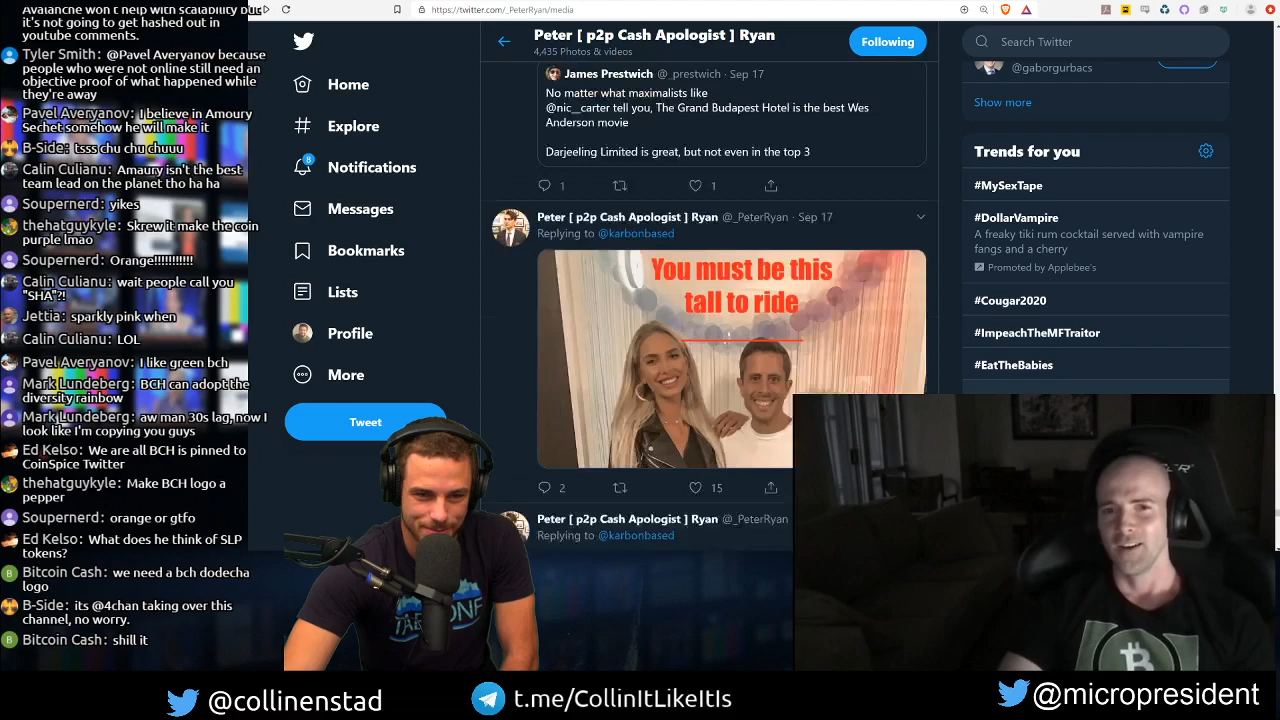 Avalanche won't help with scalability but
it's not going to get hashed out in
youtube comments.
Tyler Smith: @Pavel Averyanov because
people who were not online still need an
objective proof of what happened while
they're away
Pavel Averyanov: I believe in Amoury
Sechet somehow he will make it
B-Side: tsss chu chu chuuu
Calin Culianu: Amaury isn't the best
team lead on the planet tho ha ha
Soupernerd: yikes
thehatguykyle: Skrew it make the coin
purple lmao
Soupernerd: Orange!!!!!!!!!!!
Calin Culianu: wait people call you
"SHA"?!
Jettia: sparkly pink when
Calin Culianu: LOL
Pavel Averyanov: I like green bch
Mark Lundeberg: BCH can adopt the
diversity rainbow
Mark Lundeberg: aw man 30s lag, now I
look like I'm copying you guys
Ed Kelso: We are all BCH is pinned to
CoinSpice Twitter
thehatguykyle: Make BCH logo a
pepper
Soupernerd: orange or gtfo
Ed Kelso: What does he think of SLP
tokens?
Bitcoin Cash: we need a bch dodecha
logo
B-Side: its @4chan taking over this
channel, no worry.
Bitcoin Cash: shill it
https://twitter.com/_PeterRyan/media
Home
Explore
8
Notifications
Messages
Bookmarks
Lists
Profile
More
Tweet
Peter [ p2p Cash Apologist ] Ryan
4,435 Photos & videos
Following
James Prestwich @_prestwich · Sep 17
No matter what maximalists like
@nic__carter tell you, The Grand Budapest Hotel is the best Wes
Anderson movie
Darjeeling Limited is great, but not even in the top 3
1
1
Peter [ p2p Cash Apologist ] Ryan @_PeterRyan · Sep 17
Replying to @karbonbased
You must be this
tall to ride
2
15
Peter [ p2p Cash Apologist ] Ryan @_PeterRyan
Replying to @karbonbased
Search Twitter
@gaborgurbacs
Show more
Trends for you
#MySexTape
#DollarVampire
A freaky tiki rum cocktail served with vampire
fangs and a cherry
Promoted by Applebee's
#Cougar2020
#ImpeachTheMFTraitor
#EatTheBabies
@collinenstad
t.me/CollinItLikeItIs
@micropresident